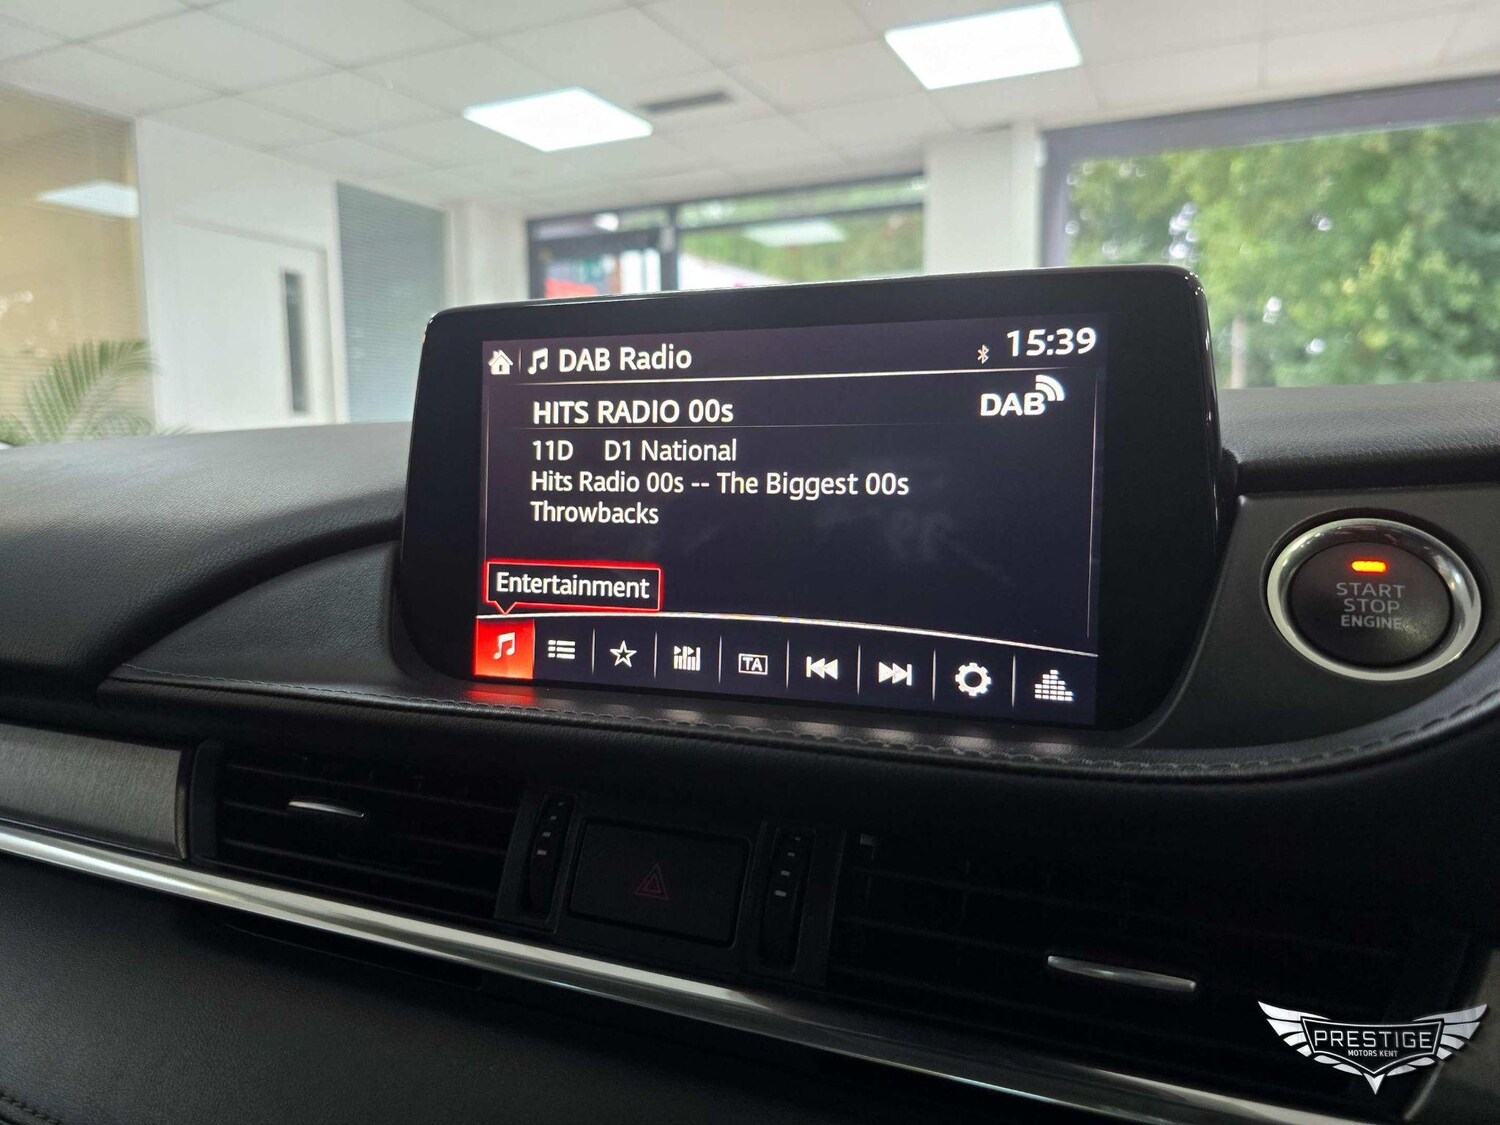 DAB Radio
15:39
HITS RADIO 00s
DAB
11D D1 National
Hits Radio 00s -- The Biggest 00s
Throwbacks
Entertainment
TA
START
STOP
ENGINE
PRESTIGE
MOTORS KENT